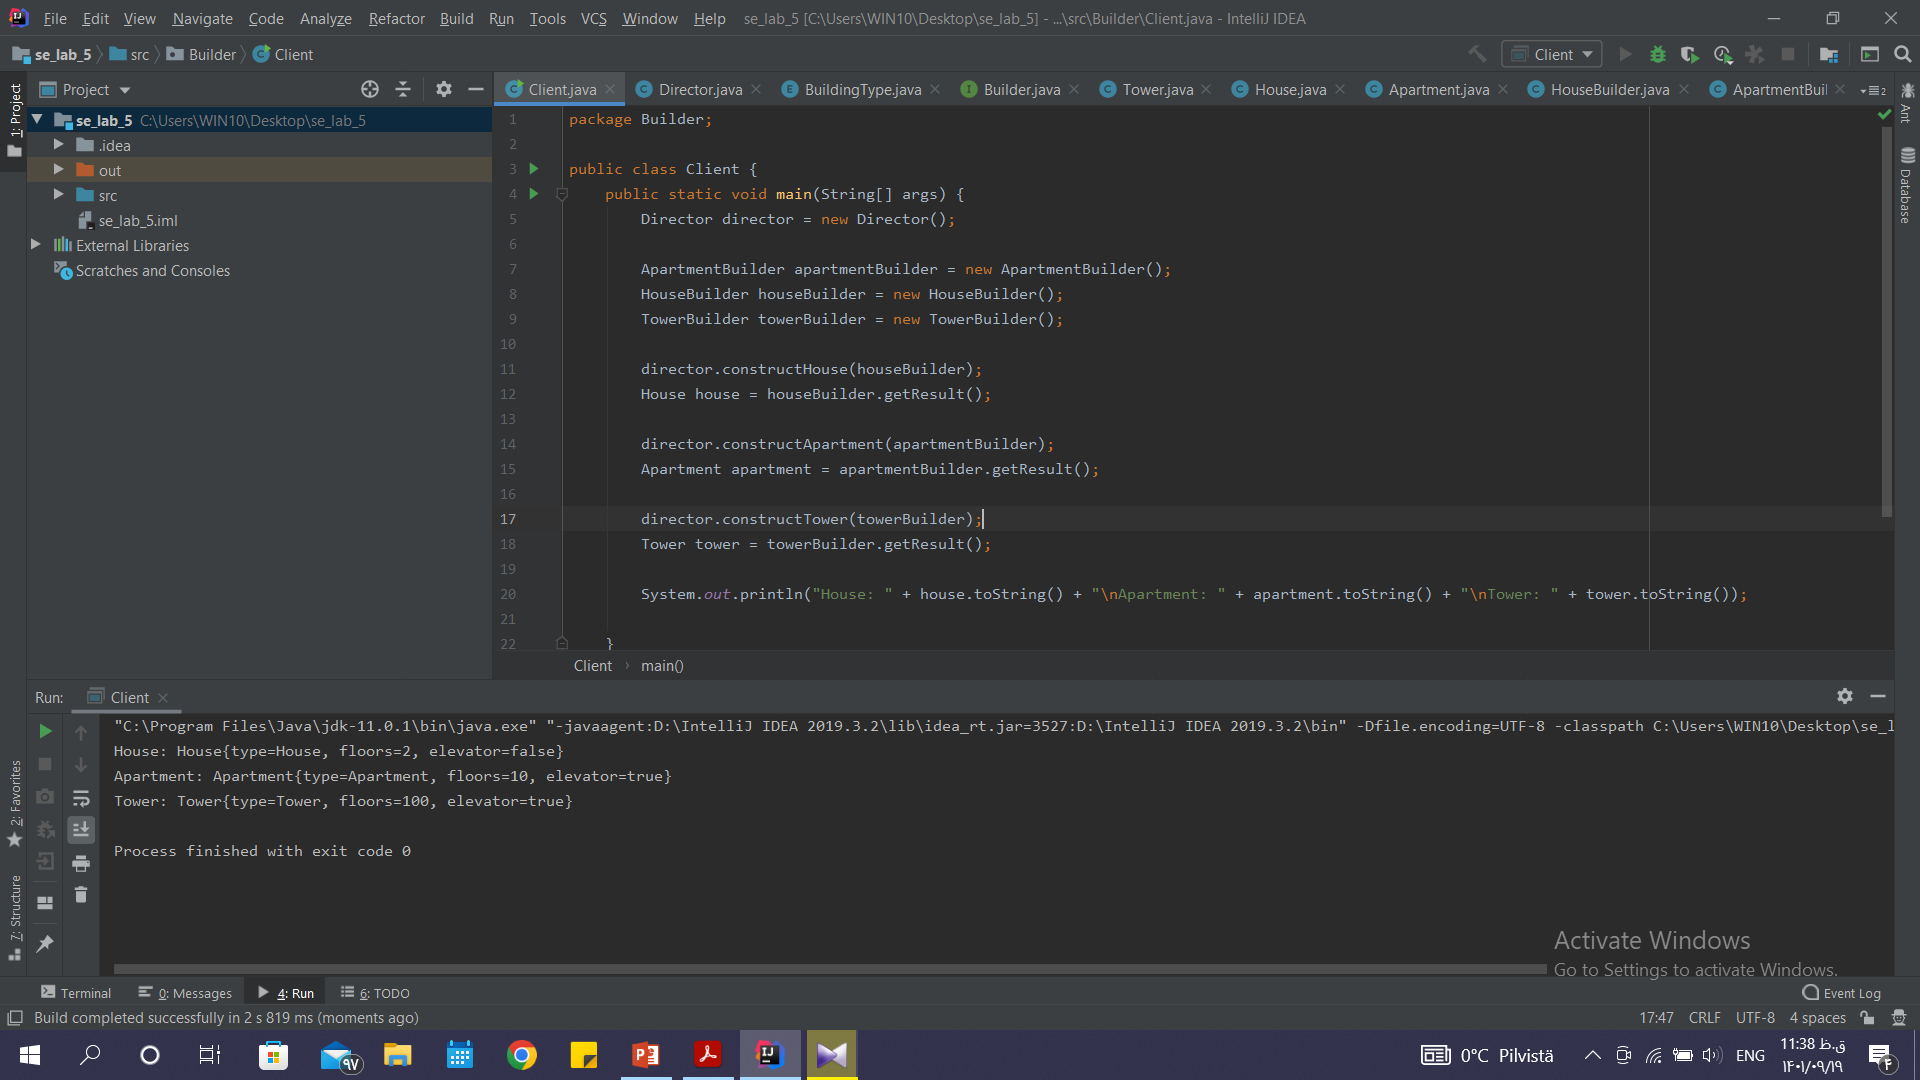 File Edit View Navigate Code Analyze Refactor Build Run Tools VCS Window Help se_lab_5 [C:\Users\WIN10\Desktop\se_lab_5] - ...\src\Builder\Client.java - IntelliJ IDEA
se_lab_5 src Builder Client
Client
Project
Client.java Director.java BuildingType.java Builder.java Tower.java House.java Apartment.java HouseBuilder.java ApartmentBuil
1: Project
Ant
Database
se_lab_5 C:\Users\WIN10\Desktop\se_lab_5
.idea
out
src
se_lab_5.iml
External Libraries
Scratches and Consoles
1 package Builder;
2
3 public class Client {
4 public static void main(String[] args) {
5 Director director = new Director();
6
7 ApartmentBuilder apartmentBuilder = new ApartmentBuilder();
8 HouseBuilder houseBuilder = new HouseBuilder();
9 TowerBuilder towerBuilder = new TowerBuilder();
10
11 director.constructHouse(houseBuilder);
12 House house = houseBuilder.getResult();
13
14 director.constructApartment(apartmentBuilder);
15 Apartment apartment = apartmentBuilder.getResult();
16
17 director.constructTower(towerBuilder);
18 Tower tower = towerBuilder.getResult();
19
20 System.out.println("House: " + house.toString() + "\nApartment: " + apartment.toString() + "\nTower: " + tower.toString());
21
22 }
Client › main()
Run: Client
"C:\Program Files\Java\jdk-11.0.1\bin\java.exe" "-javaagent:D:\IntelliJ IDEA 2019.3.2\lib\idea_rt.jar=3527:D:\IntelliJ IDEA 2019.3.2\bin" -Dfile.encoding=UTF-8 -classpath C:\Users\WIN10\Desktop\se_l
House: House{type=House, floors=2, elevator=false}
Apartment: Apartment{type=Apartment, floors=10, elevator=true}
Tower: Tower{type=Tower, floors=100, elevator=true}
Process finished with exit code 0
2: Favorites
7: Structure
Activate Windows
Go to Settings to activate Windows.
Terminal 0: Messages 4: Run 6: TODO
Event Log
Build completed successfully in 2 s 819 ms (moments ago)
17:47 CRLF UTF-8 4 spaces
۹۷
0°C Pilvistä
ENG
11:38 ق.ظ
۱۴۰۱/۰۹/۱۹
۴